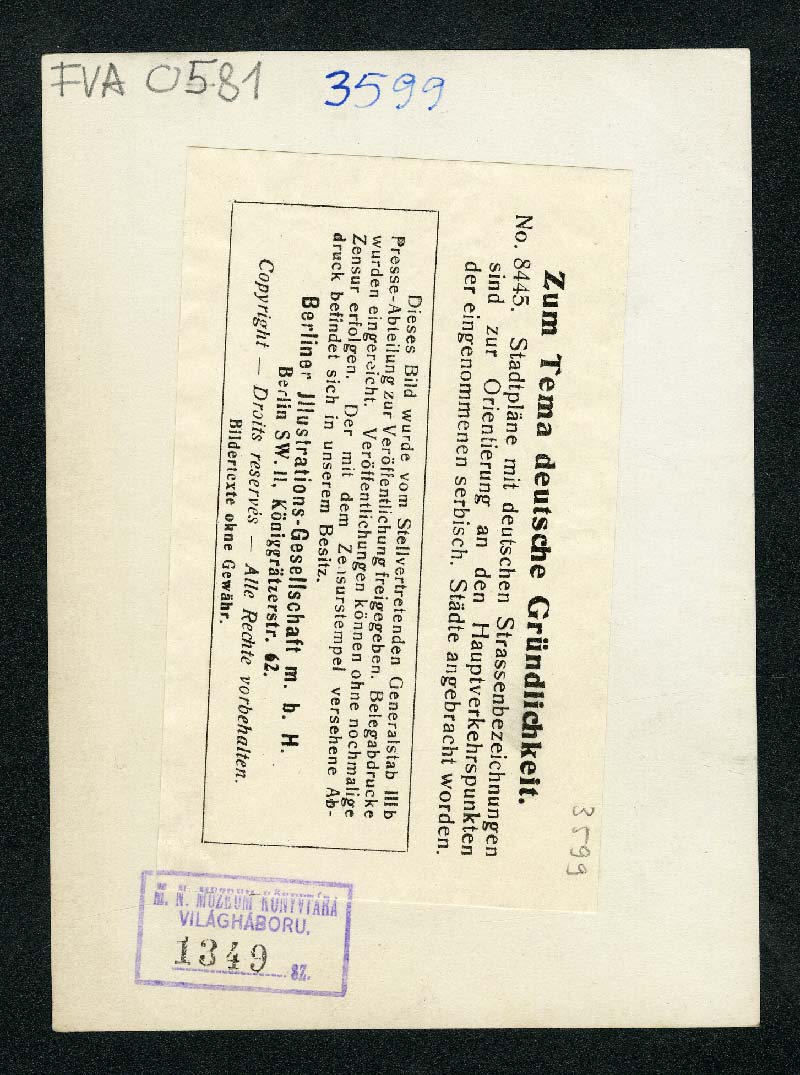 FVA 0581
3599
Zum Tema deutsche Gründlichkeit.
No. 8445. Stadtpläne mit deutschen Strassenbezeichnungen
sind zur Orientierung an den Hauptverkehrspunkten
der eingenommenen serbisch. Städte angebracht worden.
Dieses Bild wurde vom Stellvertretenden Generalstab IIIb
Presse-Abteilung zur Veröffentlichung freigegeben. Belegabdrucke
wurden eingereicht. Veröffentlichungen können ohne nochmalige
Zensur erfolgen. Der mit dem Zensurstempel versehene Ab-
druck befindet sich in unserem Besitz.
Berliner Jllustrations-Gesellschaft m. b. H.
Berlin SW. 11, Königgrätzerstr. 62.
Copyright — Droits reservés — Alle Rechte vorbehalten.
Bildertexte ohne Gewähr.
3599
M. N. MÚZEUM KÖNYVTÁRA
VILÁGHÁBORU.
1349 sz.